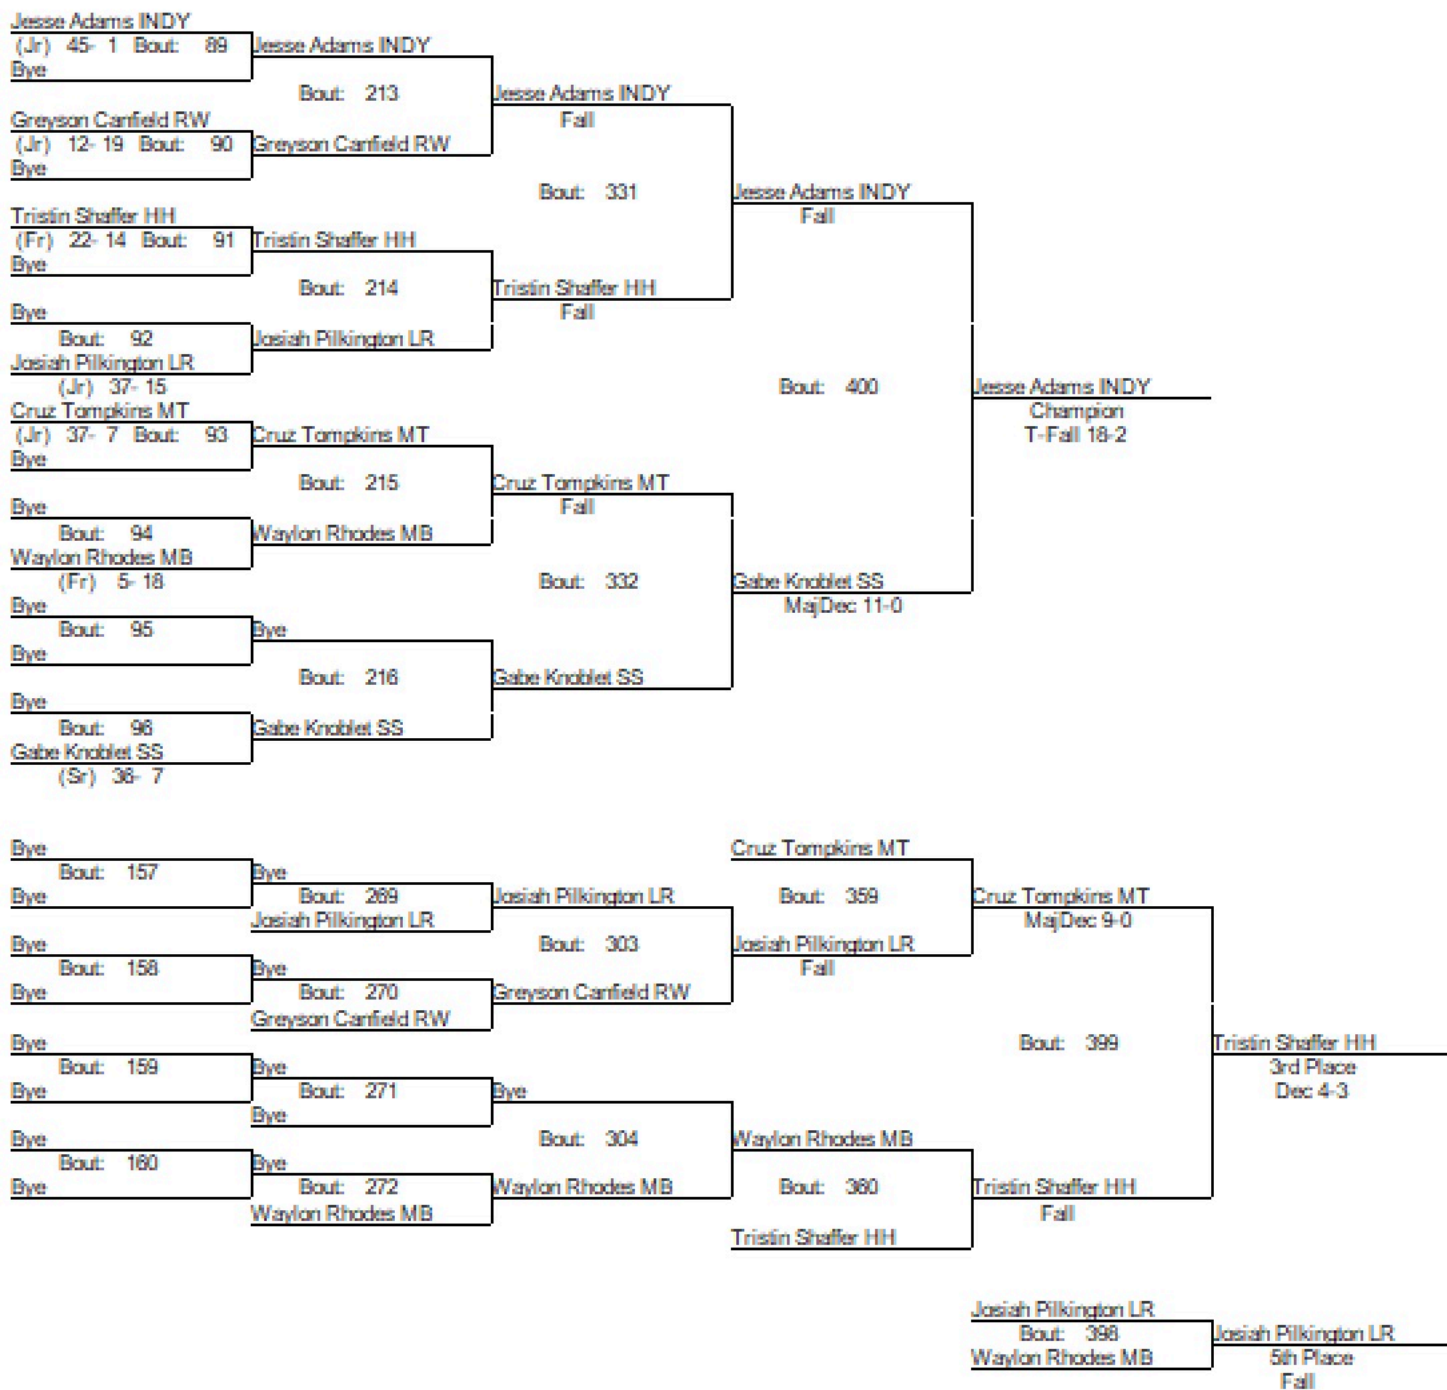 Jesse Adams INDY
(Jr) 45- 1 Bout: 89 Jesse Adams INDY
Bye
Bout: 213 Jesse Adams INDY
Greyson Canfield RW Fall
(Jr) 12- 19 Bout: 90 Greyson Canfield RW
Bye
Bout: 331 Jesse Adams INDY
Tristin Shaffer HH Fall
(Fr) 22- 14 Bout: 91 Tristin Shaffer HH
Bye
Bout: 214 Tristin Shaffer HH
Bye Fall
Bout: 92 Josiah Pilkington LR
Josiah Pilkington LR
(Jr) 37- 15 Bout: 400 Jesse Adams INDY
Cruz Tompkins MT Champion
(Jr) 37- 7 Bout: 93 Cruz Tompkins MT T-Fall 18-2
Bye
Bout: 215 Cruz Tompkins MT
Bye Fall
Bout: 94 Waylon Rhodes MB
Waylon Rhodes MB
(Fr) 5- 18 Bout: 332 Gabe Knoblet SS
Bye MajDec 11-0
Bout: 95 Bye
Bye
Bout: 216 Gabe Knoblet SS
Bye
Bout: 96 Gabe Knoblet SS
Gabe Knoblet SS
(Sr) 36- 7
Bye Cruz Tompkins MT
Bout: 157 Bye
Bye Bout: 269 Josiah Pilkington LR Bout: 359 Cruz Tompkins MT
Josiah Pilkington LR MajDec 9-0
Bye Bout: 303 Josiah Pilkington LR
Bout: 158 Bye Fall
Bye Bout: 270 Greyson Canfield RW
Greyson Canfield RW
Bye Bout: 399 Tristin Shaffer HH
Bout: 159 Bye 3rd Place
Bye Bout: 271 Bye Dec 4-3
Bye
Bye Bout: 304 Waylon Rhodes MB
Bout: 160 Bye
Bye Bout: 272 Waylon Rhodes MB Bout: 360 Tristin Shaffer HH
Waylon Rhodes MB Fall
Tristin Shaffer HH
Josiah Pilkington LR
Bout: 398 Josiah Pilkington LR
Waylon Rhodes MB 5th Place
Fall